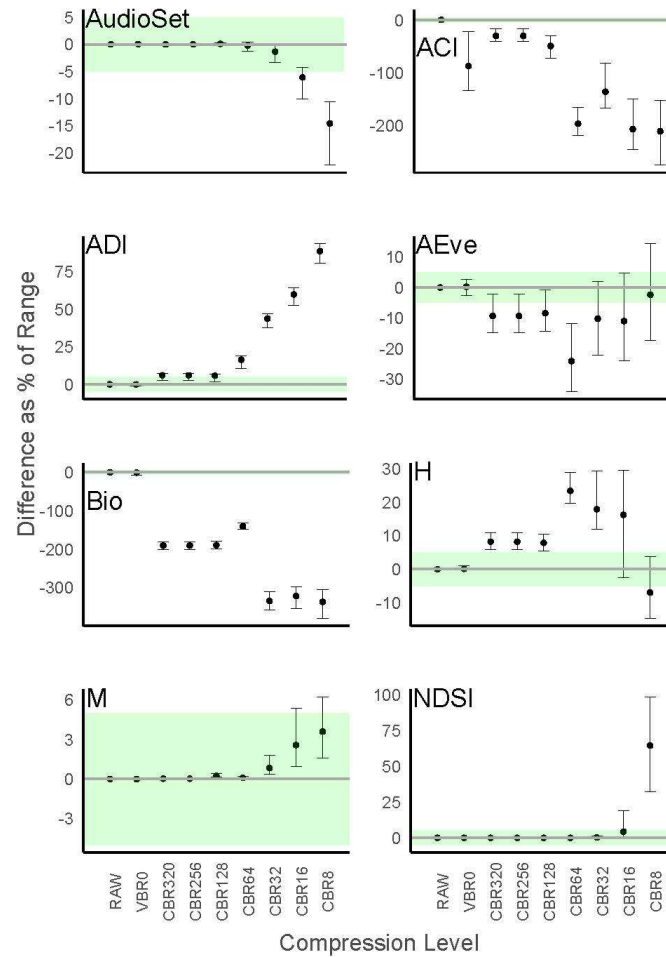 Difference as % of Range
AudioSet
5
0
-5
-10
-15
-20
ACI
0
-100
-200
ADI
75
50
25
0
AEve
10
0
-10
-20
-30
Bio
0
-100
-200
-300
H
30
20
10
0
-10
M
6
3
0
-3
NDSI
100
75
50
25
0
RAW
VBR0
CBR320
CBR256
CBR128
CBR64
CBR32
CBR16
CBR8
RAW
VBR0
CBR320
CBR256
CBR128
CBR64
CBR32
CBR16
CBR8
Compression Level